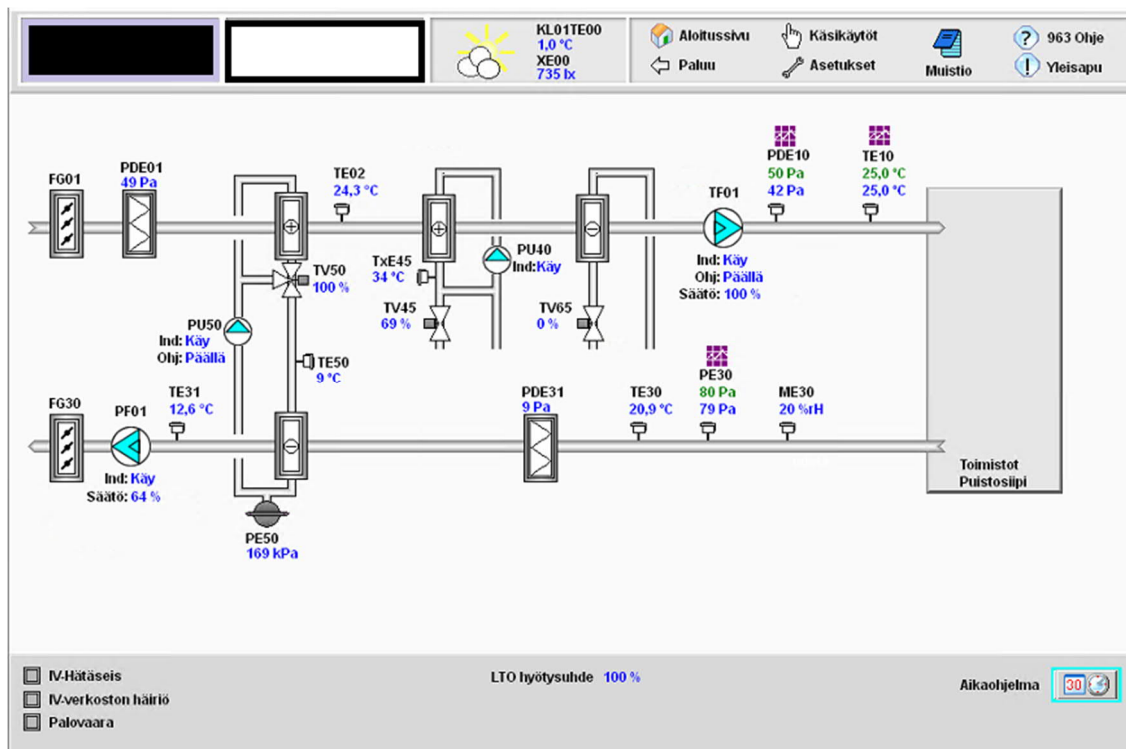 KL01TE00
1,0 °C
XE00
735 lx
Aloitussivu
Paluu
Käsikäytöt
Asetukset
Muistio
963 Ohje
Yleisapu
FG01
PDE01
49 Pa
TE02
24,3 °C
TV50
100 %
PU50
Ind: Käy
Ohj: Päällä
TE50
9 °C
TxE45
34 °C
TV45
69 %
PU40
Ind:Käy
TV65
0 %
TF01
Ind: Käy
Ohj: Päällä
Säätö: 100 %
PDE10
50 Pa
42 Pa
TE10
25,0 °C
25,0 °C
FG30
PF01
Ind: Käy
Säätö: 64 %
TE31
12,6 °C
PE50
169 kPa
PDE31
9 Pa
TE30
20,9 °C
PE30
80 Pa
79 Pa
ME30
20 %rH
Toimistot
Puistosiipi
IV-Hätäseis
IV-verkoston häiriö
Palovaara
LTO hyötysuhde 100 %
Aikaohjelma
30